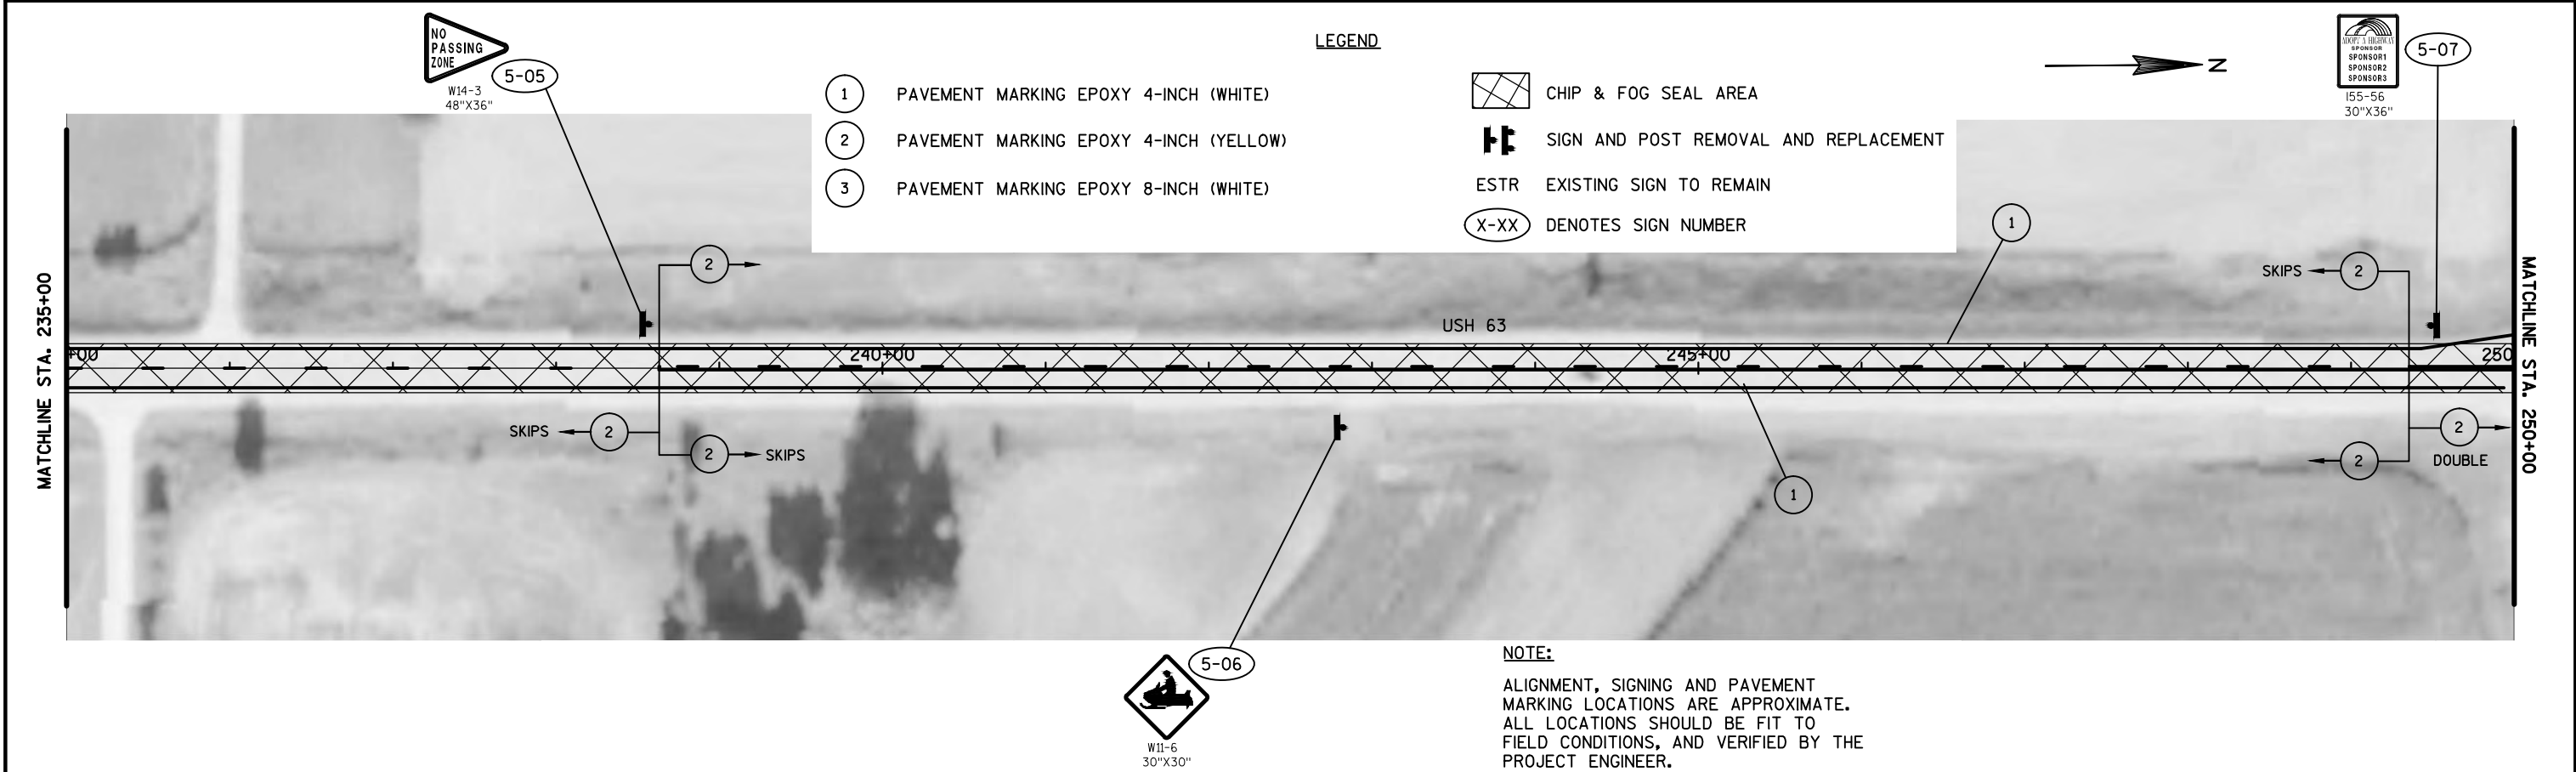 NO
PASSING
ZONE
W14-3
48"X36"
5-05
LEGEND
1 PAVEMENT MARKING EPOXY 4-INCH (WHITE)
2 PAVEMENT MARKING EPOXY 4-INCH (YELLOW)
3 PAVEMENT MARKING EPOXY 8-INCH (WHITE)
CHIP & FOG SEAL AREA
SIGN AND POST REMOVAL AND REPLACEMENT
ESTR EXISTING SIGN TO REMAIN
X-XX DENOTES SIGN NUMBER
N
ADOPT A HIGHWAY
SPONSOR
SPONSOR1
SPONSOR2
SPONSOR3
I55-56
30"X36"
5-07
MATCHLINE STA. 235+00
2
1
SKIPS 2
USH 63
+00
240+00
245+00
250
SKIPS 2
2 SKIPS
1
2
2
DOUBLE
MATCHLINE STA. 250+00
5-06
W11-6
30"X30"
NOTE:
ALIGNMENT, SIGNING AND PAVEMENT
MARKING LOCATIONS ARE APPROXIMATE.
ALL LOCATIONS SHOULD BE FIT TO
FIELD CONDITIONS, AND VERIFIED BY THE
PROJECT ENGINEER.